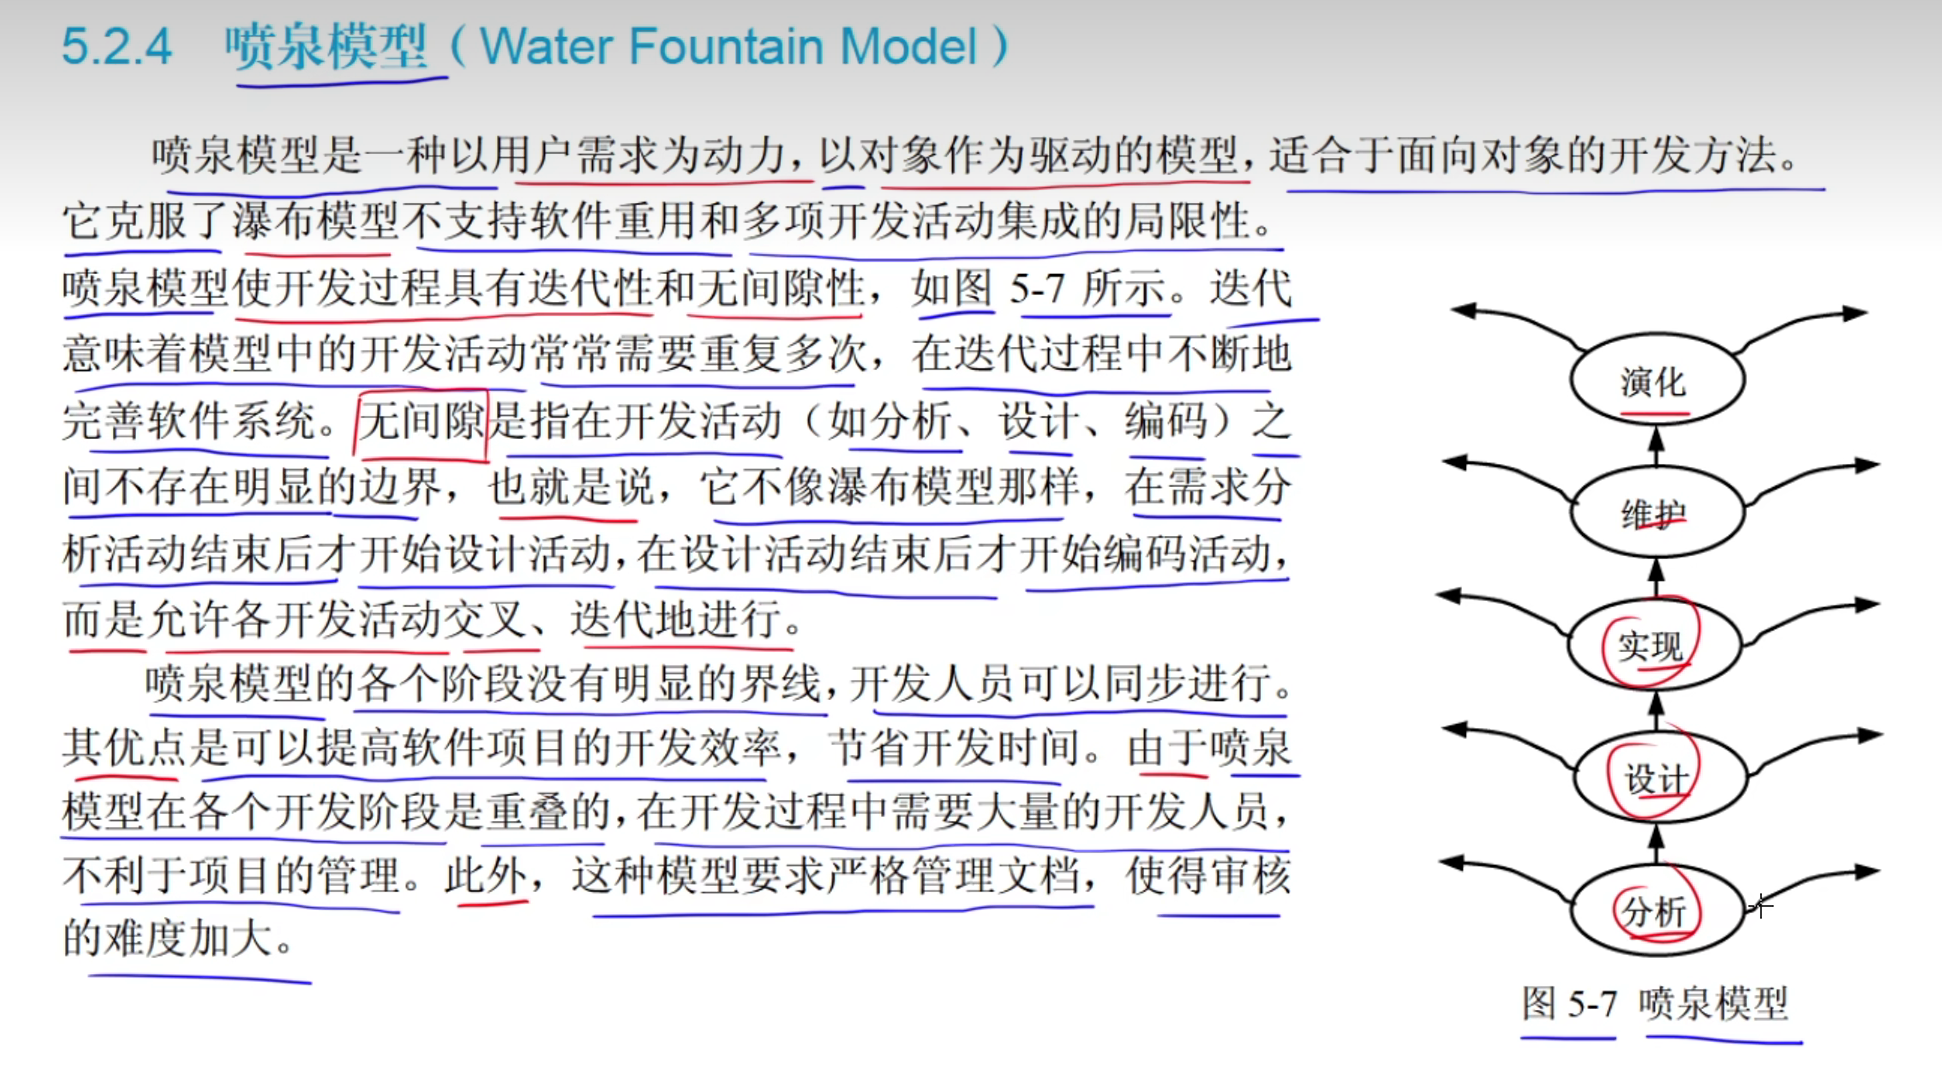 5.2.4 喷泉模型（Water Fountain Model）
喷泉模型是一种以用户需求为动力，以对象作为驱动的模型，适合于面向对象的开发方法。
它克服了瀑布模型不支持软件重用和多项开发活动集成的局限性。
喷泉模型使开发过程具有迭代性和无间隙性，如图 5-7 所示。迭代
意味着模型中的开发活动常常需要重复多次，在迭代过程中不断地
完善软件系统。无间隙是指在开发活动（如分析、设计、编码）之
间不存在明显的边界，也就是说，它不像瀑布模型那样，在需求分
析活动结束后才开始设计活动，在设计活动结束后才开始编码活动，
而是允许各开发活动交叉、迭代地进行。
喷泉模型的各个阶段没有明显的界线，开发人员可以同步进行。
其优点是可以提高软件项目的开发效率，节省开发时间。由于喷泉
模型在各个开发阶段是重叠的，在开发过程中需要大量的开发人员，
不利于项目的管理。此外，这种模型要求严格管理文档，使得审核
的难度加大。
演化
维护
实现
设计
分析
图 5-7 喷泉模型